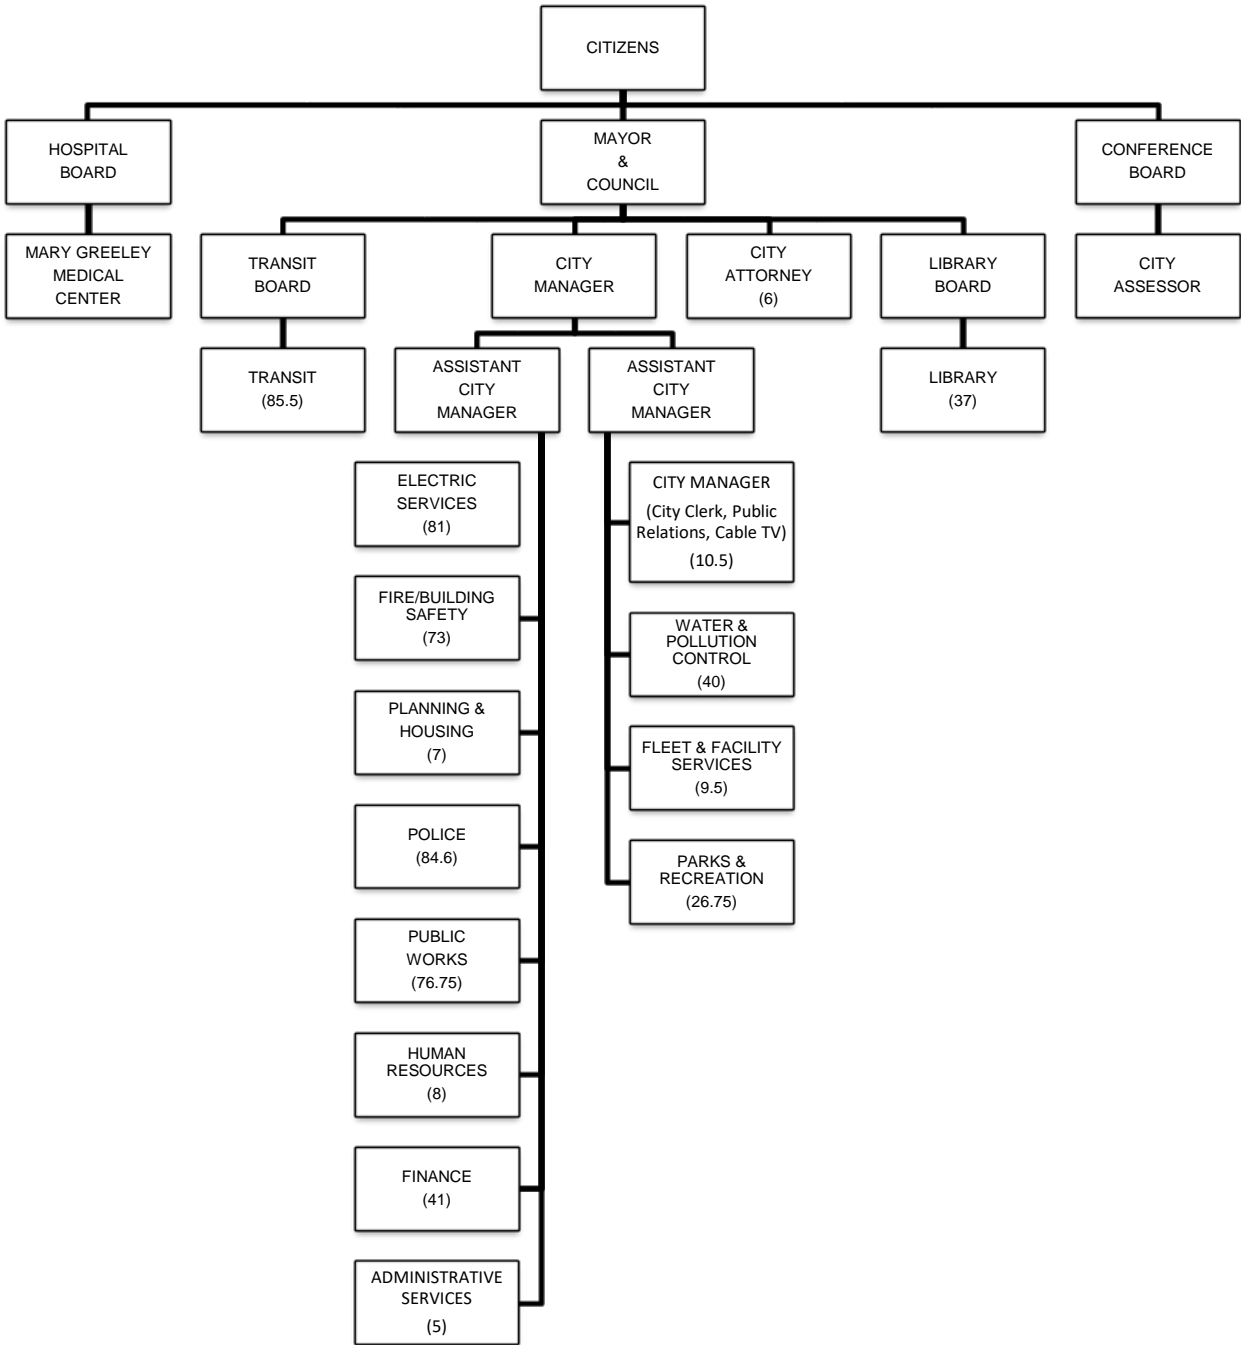 CITIZENS
HOSPITAL
BOARD
MAYOR
&
COUNCIL
CONFERENCE
BOARD
MARY GREELEY
MEDICAL
CENTER
TRANSIT
BOARD
CITY
MANAGER
CITY
ATTORNEY
(6)
LIBRARY
BOARD
CITY
ASSESSOR
TRANSIT
(85.5)
ASSISTANT
CITY
MANAGER
ASSISTANT
CITY
MANAGER
LIBRARY
(37)
ELECTRIC
SERVICES
(81)
FIRE/BUILDING
SAFETY
(73)
PLANNING &
HOUSING
(7)
POLICE
(84.6)
PUBLIC
WORKS
(76.75)
HUMAN
RESOURCES
(8)
FINANCE
(41)
ADMINISTRATIVE
SERVICES
(5)
CITY MANAGER
(City Clerk, Public
Relations, Cable TV)
(10.5)
WATER &
POLLUTION
CONTROL
(40)
FLEET & FACILITY
SERVICES
(9.5)
PARKS &
RECREATION
(26.75)